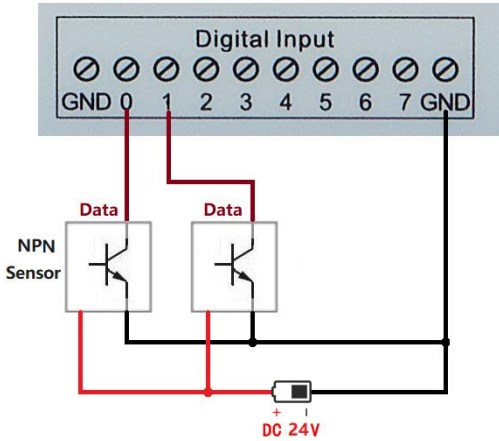 Digital Input
GND 0 1 2 3 4 5 6 7 GND
Data Data
NPN
Sensor
+ -
DC 24V